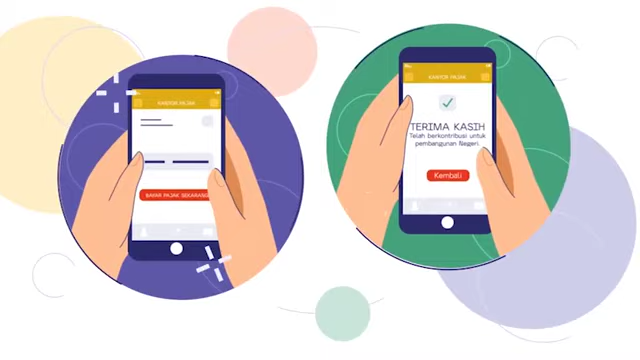 KANTOR PAJAK
BAYAR PAJAK SEKARANG
KANTOR PAJAK
TERIMA KASIH
Telah berkontribusi untuk
pembangunan Negeri.
Kembali